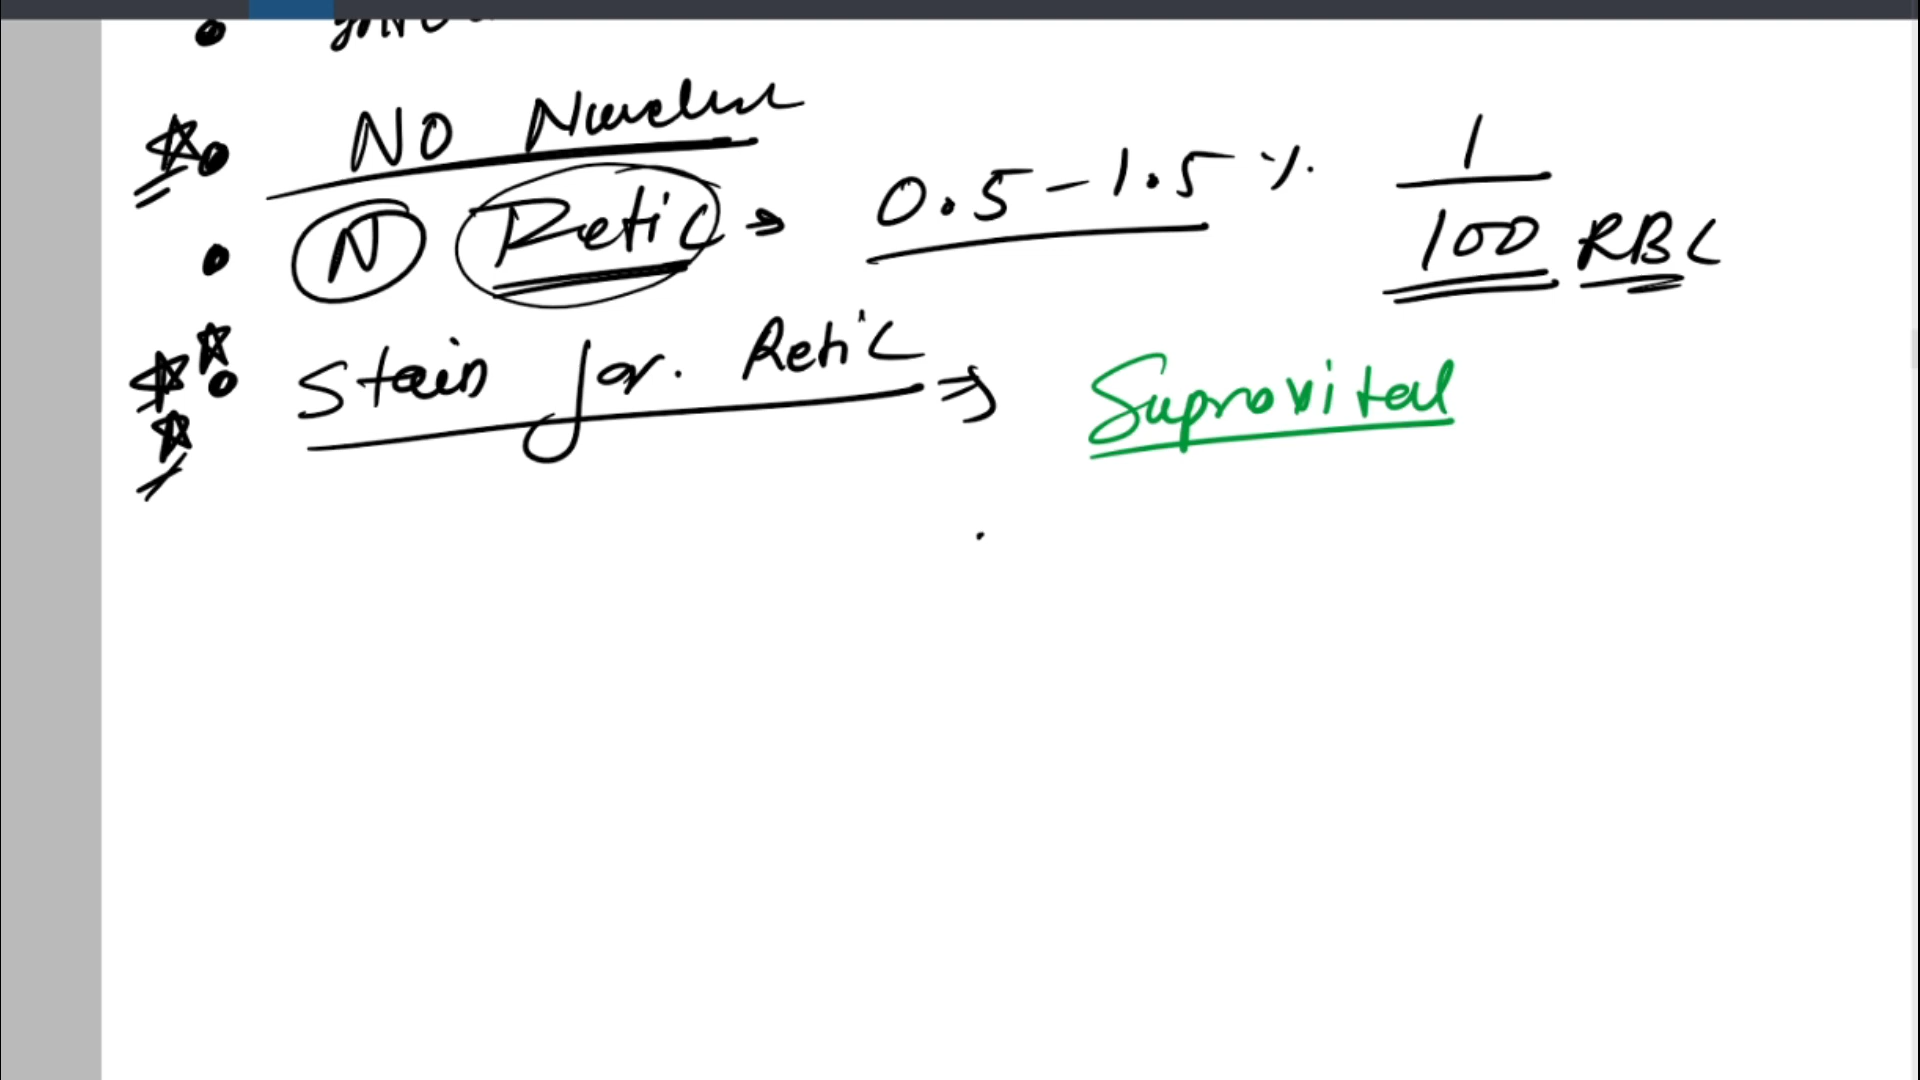 NO Nucleus
N Retic → 0.5-1.5% 1/100 RBC
Stain for. Retic ⇒ Supravital